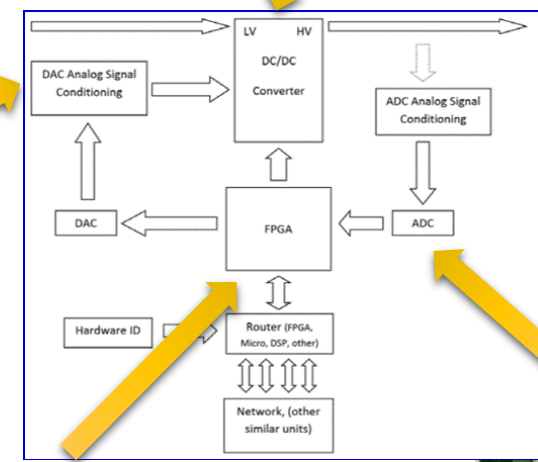 LV HV
DC/DC
Converter
DAC Analog Signal
Conditioning
ADC Analog Signal
Conditioning
DAC
FPGA
ADC
Hardware ID
Router (FPGA,
Micro, DSP, other)
Network, (other
similar units)